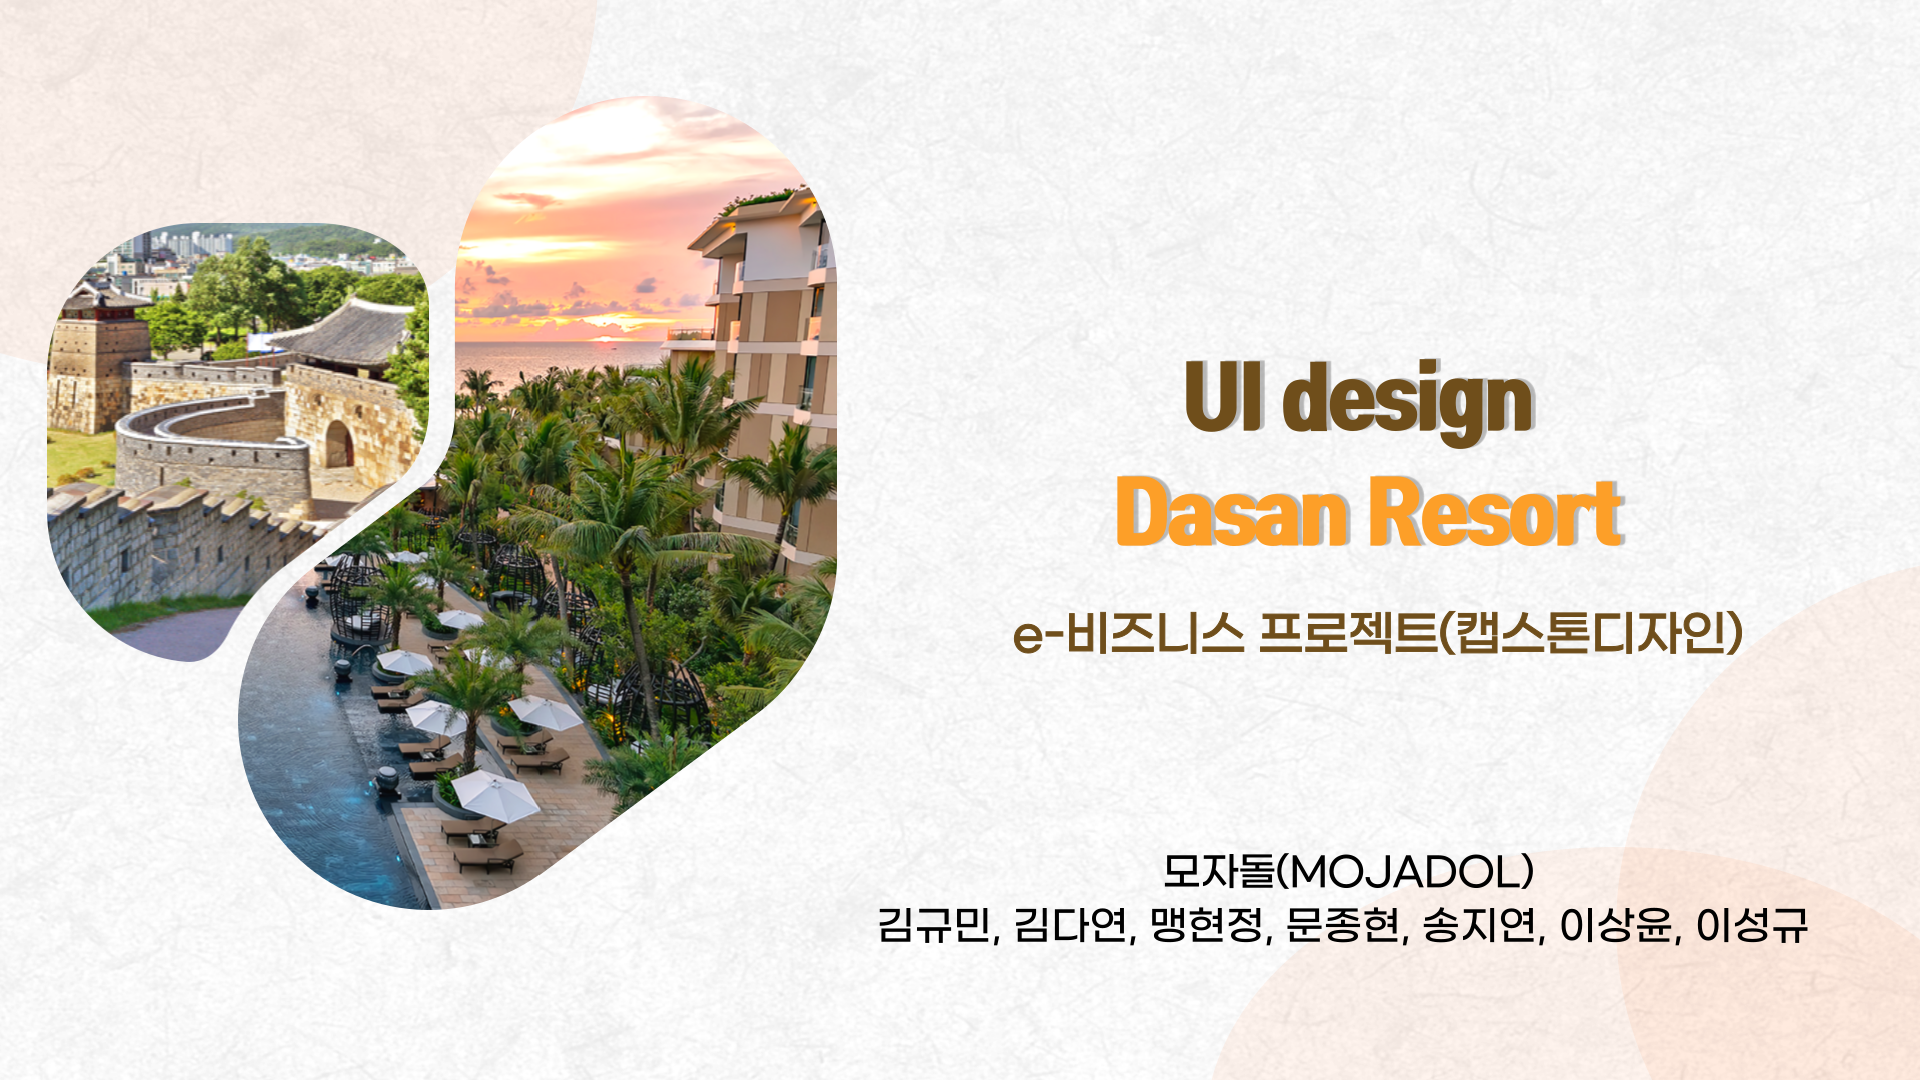 UI design
Dasan Resort
e-비즈니스 프로젝트(캡스톤디자인)
모자돌(MOJADOL)
김규민, 김다연, 맹현정, 문종현, 송지연, 이상윤, 이성규